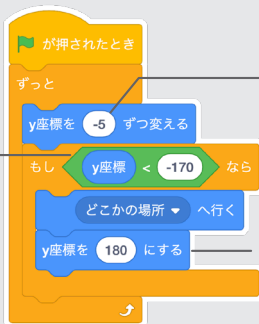 が押されたとき
ずっと
y座標を -5 ずつ変える
もし y座標 < -170 なら
どこかの場所 へ行く
y座標を 180 にする